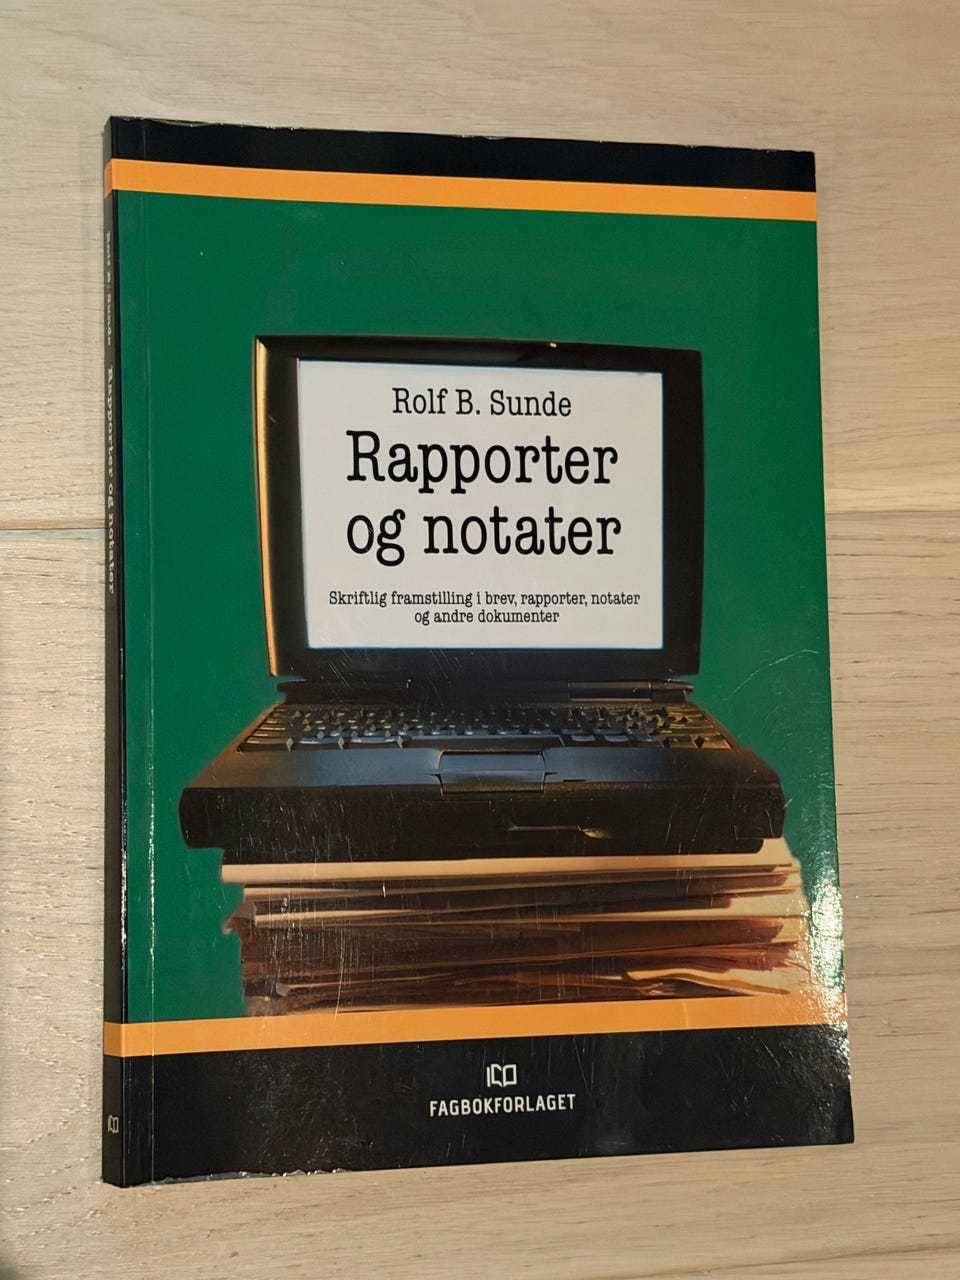 Rolf B. Sunde
Rapporter
og notater
Skriftlig framstilling i brev, rapporter, notater
og andre dokumenter
FAGBOKFORLAGET
Rolf B. Sunde Rapporter og notater